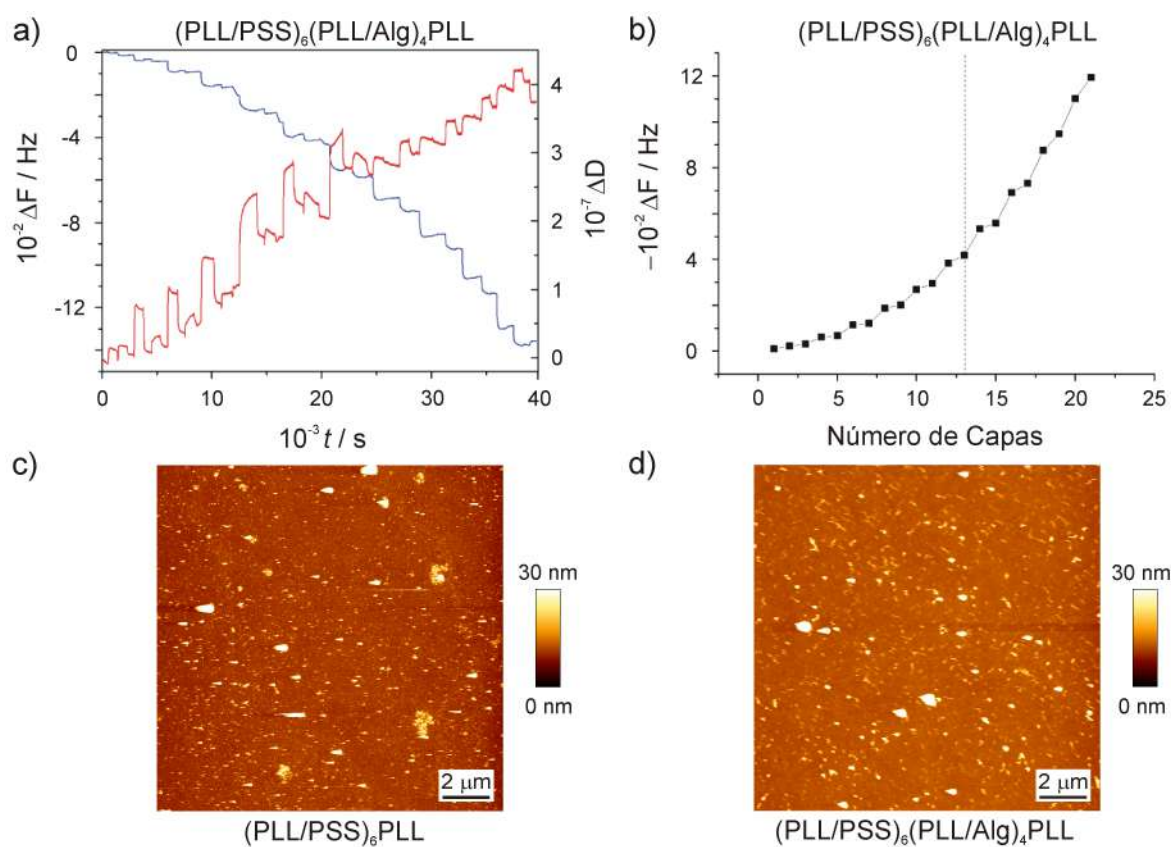 a)
(PLL/PSS)₆(PLL/Alg)₄PLL
0
-4
-8
-12
10⁻² ΔF / Hz
4
3
2
1
0
10⁻⁷ ΔD
0 10 20 30 40
10⁻³ t / s
b)
(PLL/PSS)₆(PLL/Alg)₄PLL
12
8
4
0
−10⁻² ΔF / Hz
0 5 10 15 20 25
Número de Capas
c)
30 nm
0 nm
2 μm
(PLL/PSS)₆PLL
d)
30 nm
0 nm
2 μm
(PLL/PSS)₆(PLL/Alg)₄PLL